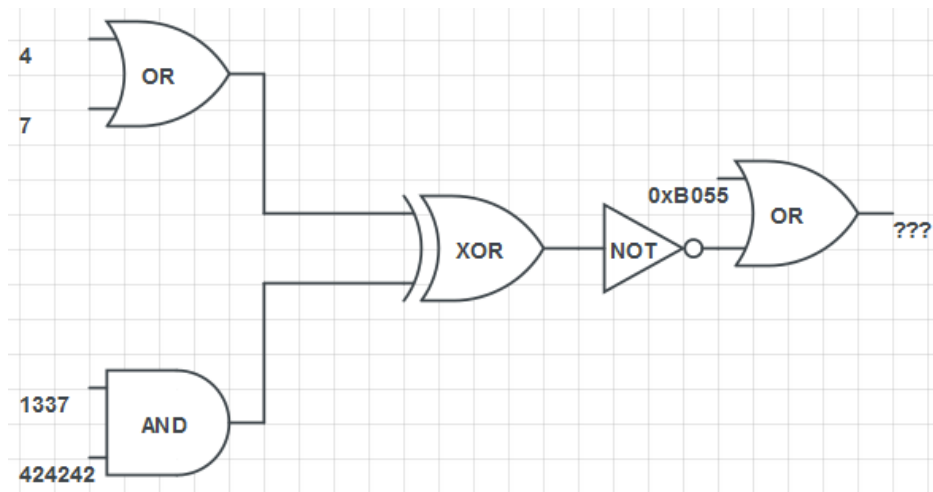 4
OR
7
0xB055
OR
???
XOR
NOT
1337
AND
424242